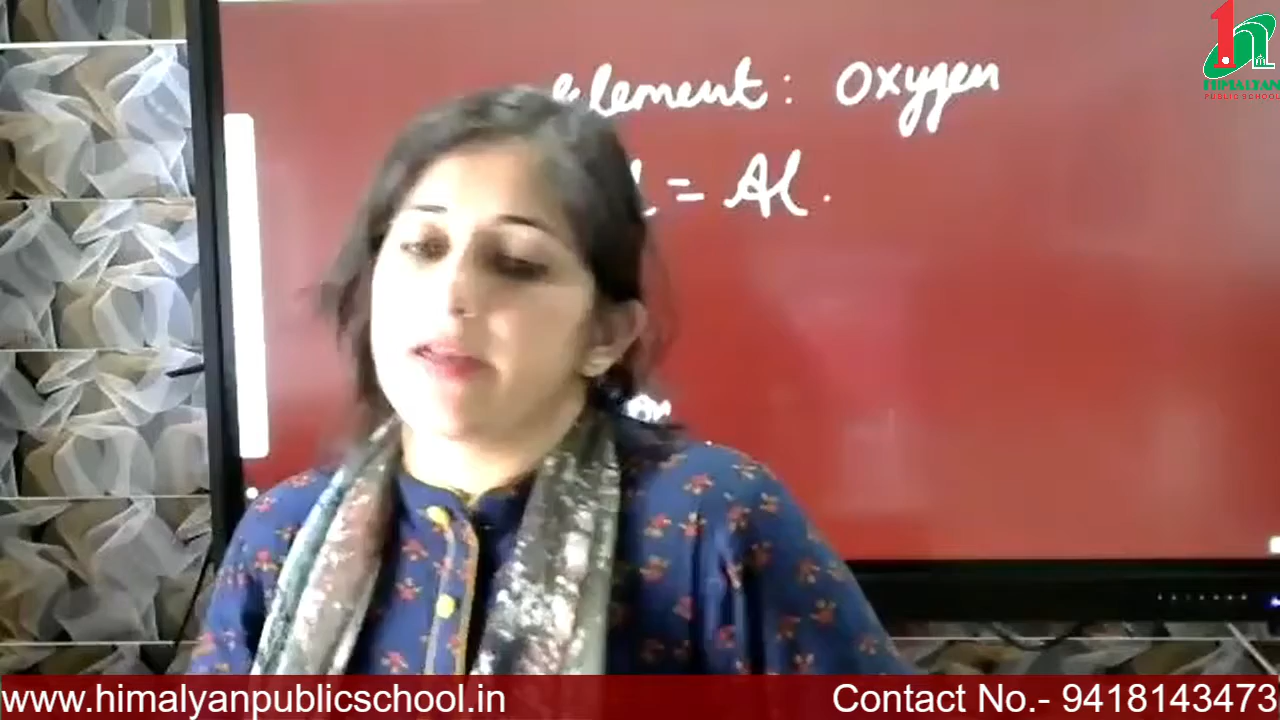 element: Oxygen
= Al.
HIMALYAN
PUBLIC SCHOOL
www.himalyanpublicschool.in
Contact No.- 9418143473